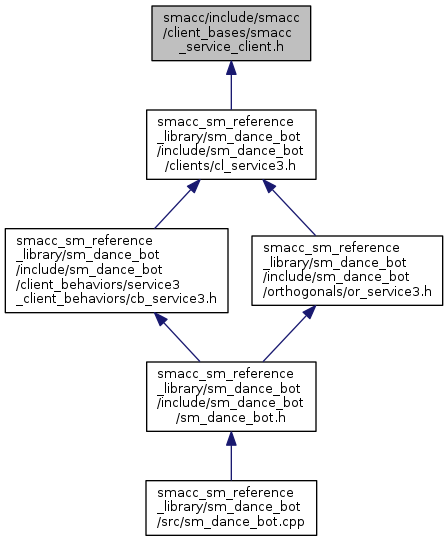 smacc/include/smacc
/client_bases/smacc
_service_client.h
smacc_sm_reference
_library/sm_dance_bot
/include/sm_dance_bot
/clients/cl_service3.h
smacc_sm_reference
_library/sm_dance_bot
/include/sm_dance_bot
/client_behaviors/service3
_client_behaviors/cb_service3.h
smacc_sm_reference
_library/sm_dance_bot
/include/sm_dance_bot
/orthogonals/or_service3.h
smacc_sm_reference
_library/sm_dance_bot
/include/sm_dance_bot
/sm_dance_bot.h
smacc_sm_reference
_library/sm_dance_bot
/src/sm_dance_bot.cpp